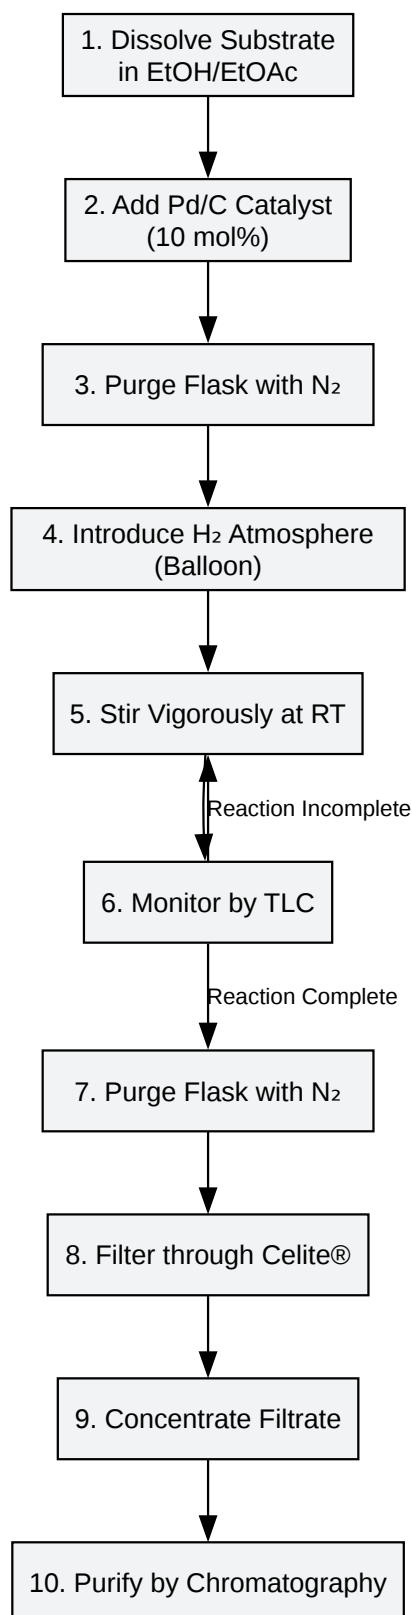 1. Dissolve Substrate
in EtOH/EtOAc
2. Add Pd/C Catalyst
(10 mol%)
3. Purge Flask with N₂
4. Introduce H₂ Atmosphere
(Balloon)
5. Stir Vigorously at RT
Reaction Incomplete
6. Monitor by TLC
Reaction Complete
7. Purge Flask with N₂
8. Filter through Celite®
9. Concentrate Filtrate
10. Purify by Chromatography